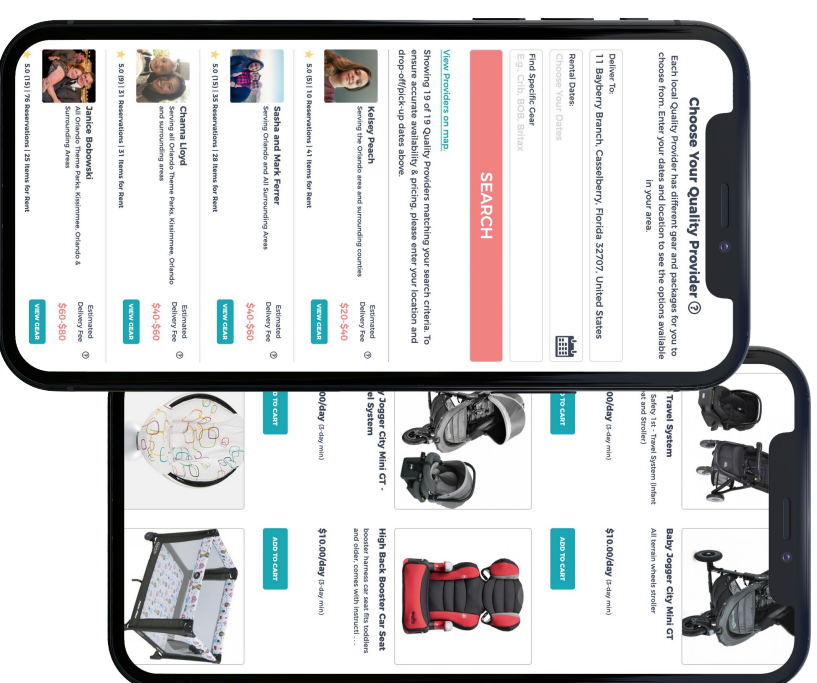 Choose Your Quality Provider ?
Each local Quality Provider has different gear and packages for you to
choose from. Enter your dates and location to see the options available
in your area.
Deliver To:
11 Bayberry Branch, Casselberry, Florida 32707, United States
Rental Dates:
Choose Your Dates
Find Specific Gear
E.g. Crib, BOB, Britax
SEARCH
View Providers on map.
Showing 19 of 19 Quality Providers matching your search criteria. To
ensure accurate availability & pricing, please enter your location and
drop-off/pick-up dates above.
Kelsey Peach
Serving the Orlando area and surrounding counties
Estimated
Delivery Fee ?
$20-$40
5.0 (5) | 10 Reservations | 41 Items for Rent
VIEW GEAR
Sasha and Mark Ferrer
Serving Orlando and All Surrounding Areas
Estimated
Delivery Fee ?
$40-$60
5.0 (15) | 35 Reservations | 28 Items for Rent
VIEW GEAR
Channa Lloyd
Serving all Orlando Theme Parks, Kissimmee, Orlando
and surrounding areas
Estimated
Delivery Fee ?
$40-$60
5.0 (9) | 31 Reservations | 31 Items for Rent
VIEW GEAR
Janice Bobowski
All Orlando Theme Parks, Kissimmee, Orlando &
Surrounding Areas
Estimated
Delivery Fee ?
$60-$80
5.0 (15) | 76 Reservations | 25 Items for Rent
VIEW GEAR
Travel System
Safety 1st - Travel System (Infant
at and Stroller)
00/day (3-day min)
D TO CART
Baby Jogger City Mini GT
All terrain wheels stroller
$10.00/day (3-day min)
ADD TO CART
y Jogger City Mini GT -
el System
00/day (3-day min)
D TO CART
High Back Booster Car Seat
booster harness car seat fits toddlers
and older, comes with instructi . . .
$10.00/day (3-day min)
ADD TO CART